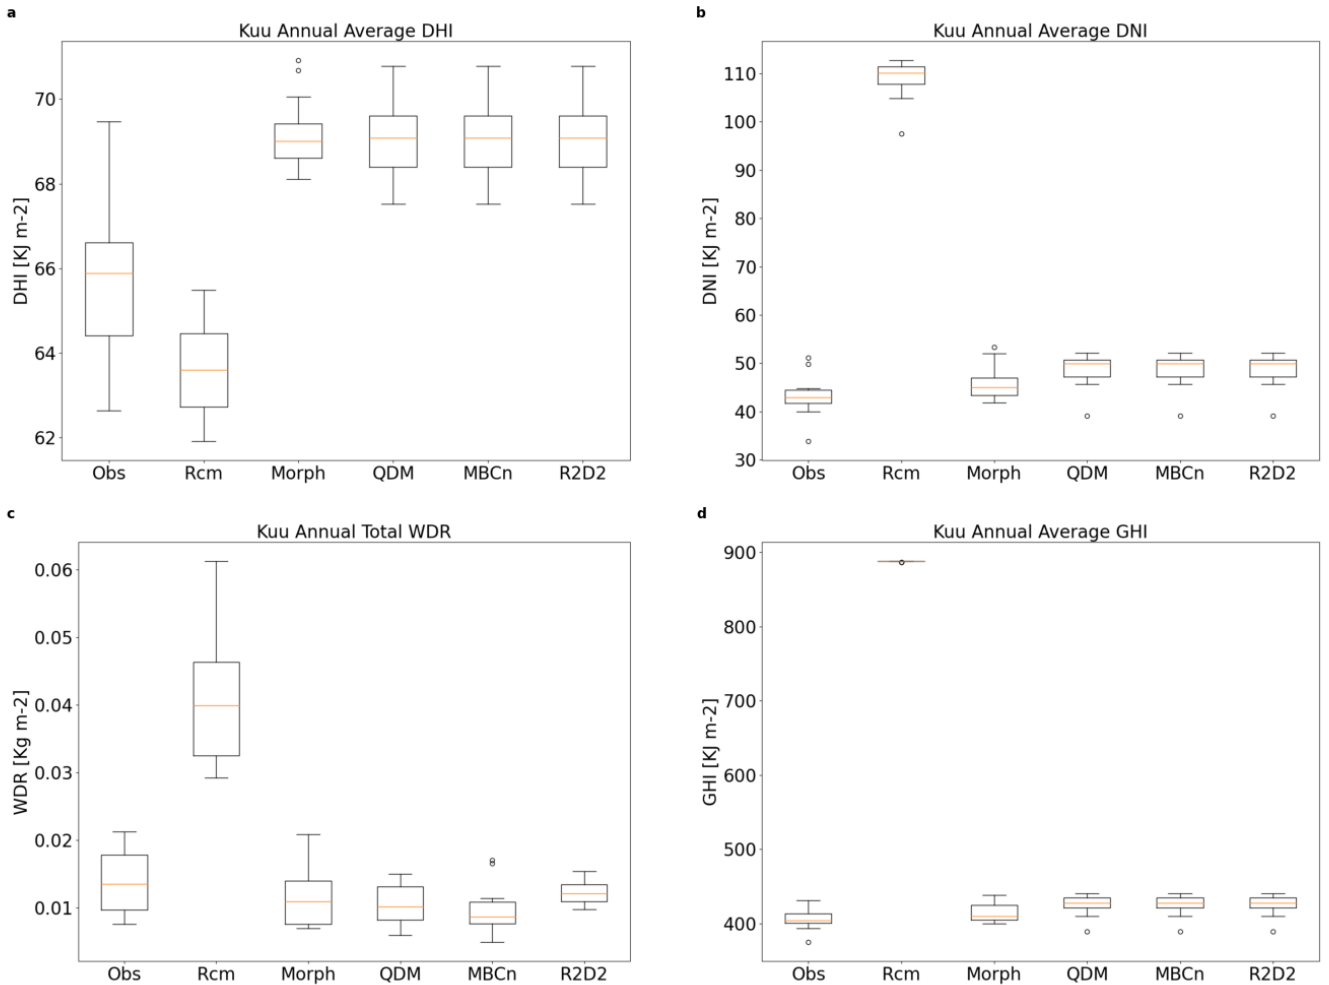 a
Kuu Annual Average DHI
DHI [KJ m-2]
70
68
66
64
62
Obs Rcm Morph QDM MBCn R2D2
b
Kuu Annual Average DNI
DNI [KJ m-2]
110
100
90
80
70
60
50
40
30
Obs Rcm Morph QDM MBCn R2D2
c
Kuu Annual Total WDR
WDR [Kg m-2]
0.06
0.05
0.04
0.03
0.02
0.01
Obs Rcm Morph QDM MBCn R2D2
d
Kuu Annual Average GHI
GHI [KJ m-2]
900
800
700
600
500
400
Obs Rcm Morph QDM MBCn R2D2